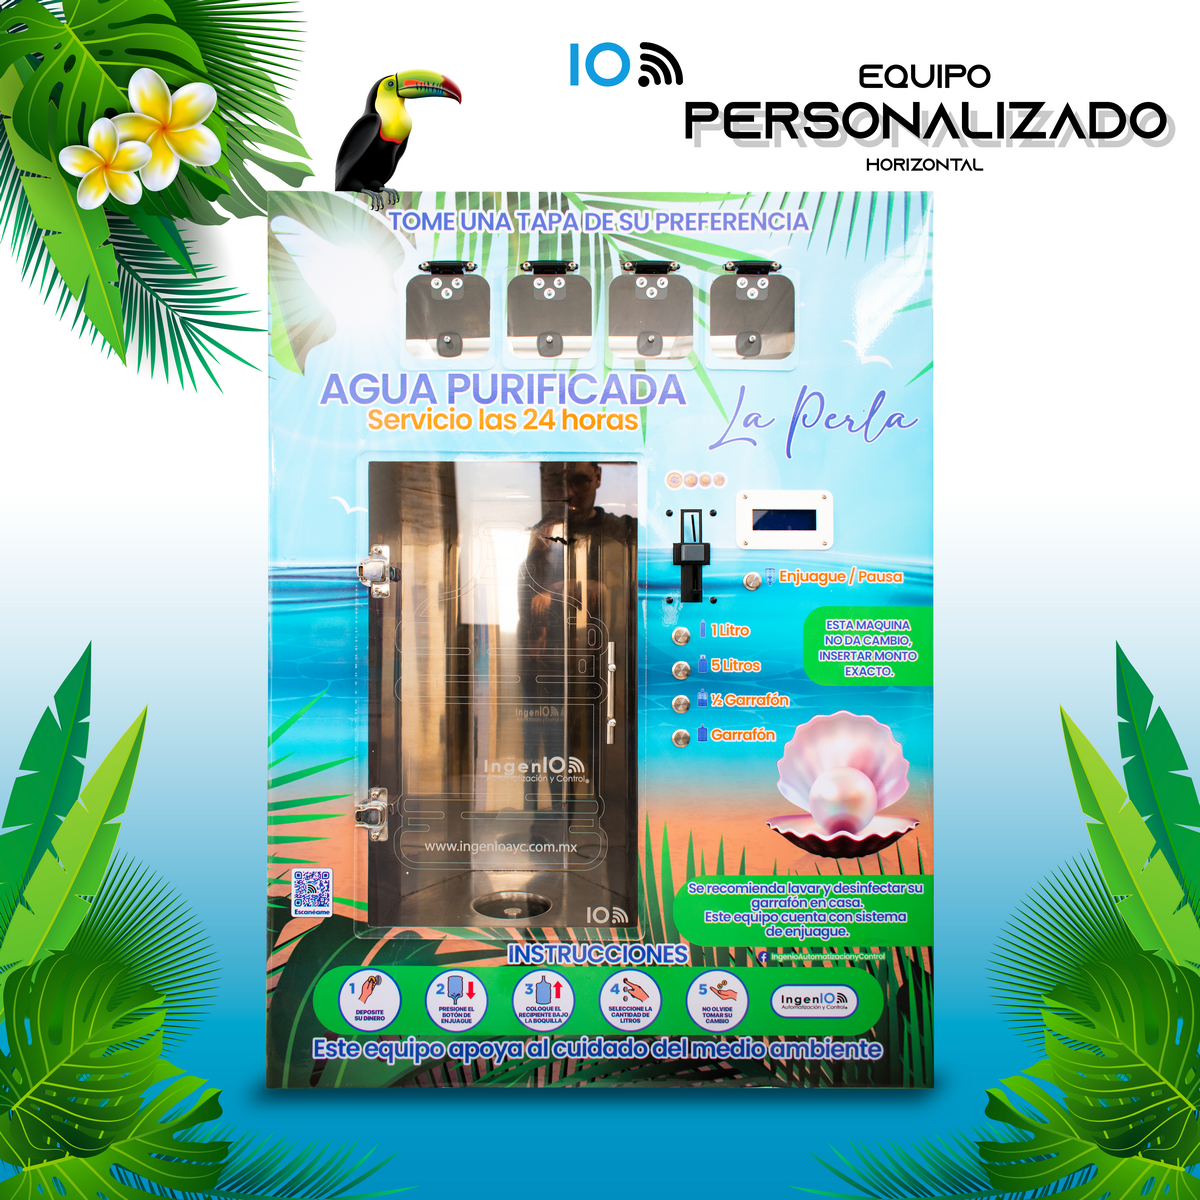 IO
EQUIPO
PERSONALIZADO
HORIZONTAL
TOME UNA TAPA DE SU PREFERENCIA
AGUA PURIFICADA
Servicio las 24 horas
La Perla
Enjuague / Pausa
1 Litro
5 Litros
½ Garrafón
Garrafón
ESTA MAQUINA
NO DA CAMBIO,
INSERTAR MONTO
EXACTO.
IngenIO
IngenIO
Automatización y Control
www.ingenioayc.com.mx
IO
Escanéame
Se recomienda lavar y desinfectar su
garrafón en casa.
Este equipo cuenta con sistema
de enjuague.
IngenioAutomatizacionyControl
INSTRUCCIONES
1
DEPOSITE
SU DINERO
2
PRESIONE EL
BOTÓN DE
ENJUAGUE
3
COLOQUE EL
RECIPIENTE BAJO
LA BOQUILLA
4
SELECCIONE LA
CANTIDAD DE
LITROS
5
NO OLVIDE
TOMAR SU
CAMBIO
IngenIO
Automatización y Control
Este equipo apoya al cuidado del medio ambiente